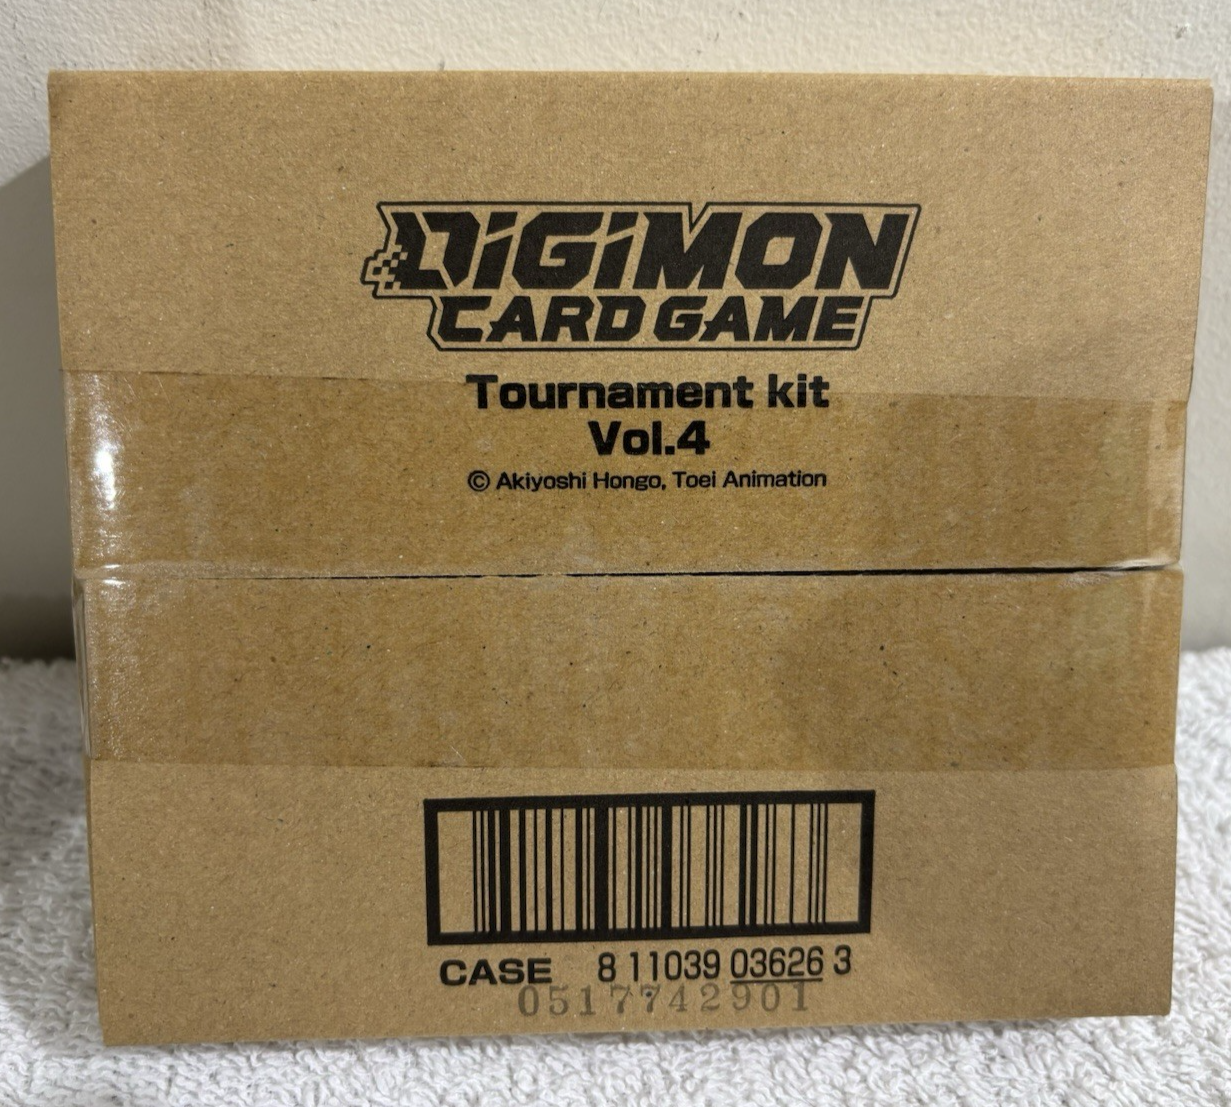 DIGIMON
CARD GAME
Tournament kit
Vol.4
© Akiyoshi Hongo, Toei Animation
CASE 8 11039 03626 3
0517742901